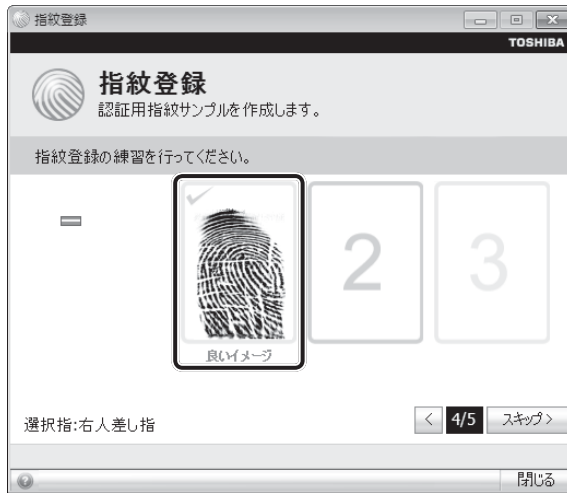 指紋登録
TOSHIBA
指紋登録
認証用指紋サンプルを作成します。
指紋登録の練習を行ってください。
2
3
良いイメージ
選択指:右人差し指
< 4/5 スキップ >
閉じる